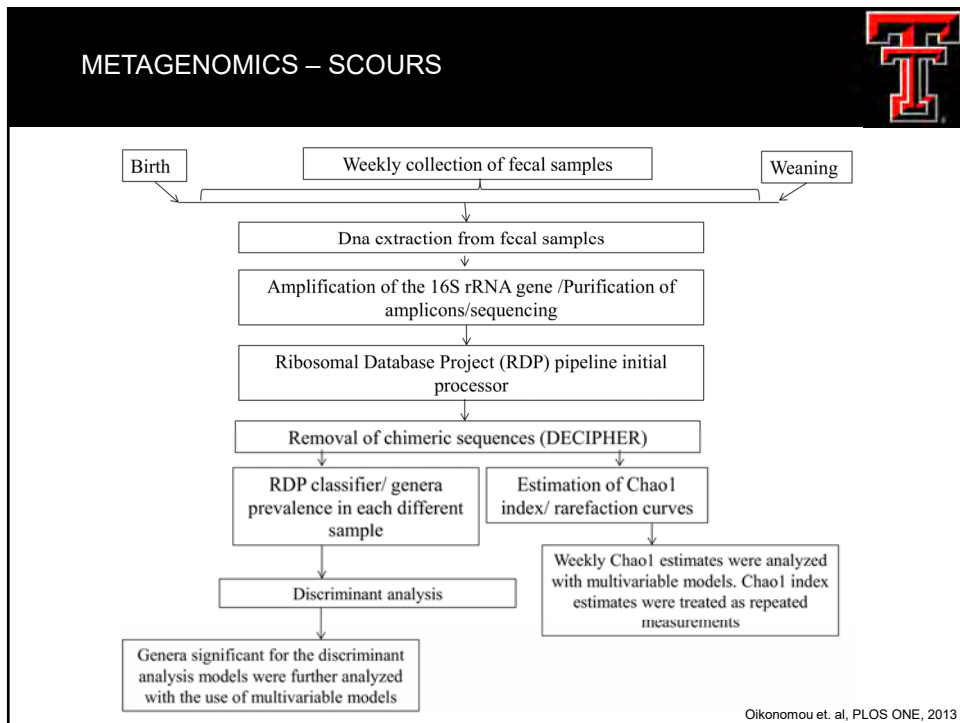 METAGENOMICS – SCOURS
Birth
Weekly collection of fecal samples
Weaning
Dna extraction from fecal samples
Amplification of the 16S rRNA gene /Purification of
amplicons/sequencing
Ribosomal Database Project (RDP) pipeline initial
processor
Removal of chimeric sequences (DECIPHER)
RDP classifier/ genera
prevalence in each different
sample
Estimation of Chao1
index/ rarefaction curves
Discriminant analysis
Weekly Chao1 estimates were analyzed
with multivariable models. Chao1 index
estimates were treated as repeated
measurements
Genera significant for the discriminant
analysis models were further analyzed
with the use of multivariable models
Oikonomou et. al, PLOS ONE, 2013